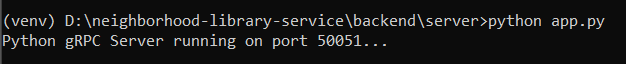 (venv) D:\neighborhood-library-service\backend\server>python app.py
Python gRPC Server running on port 50051...